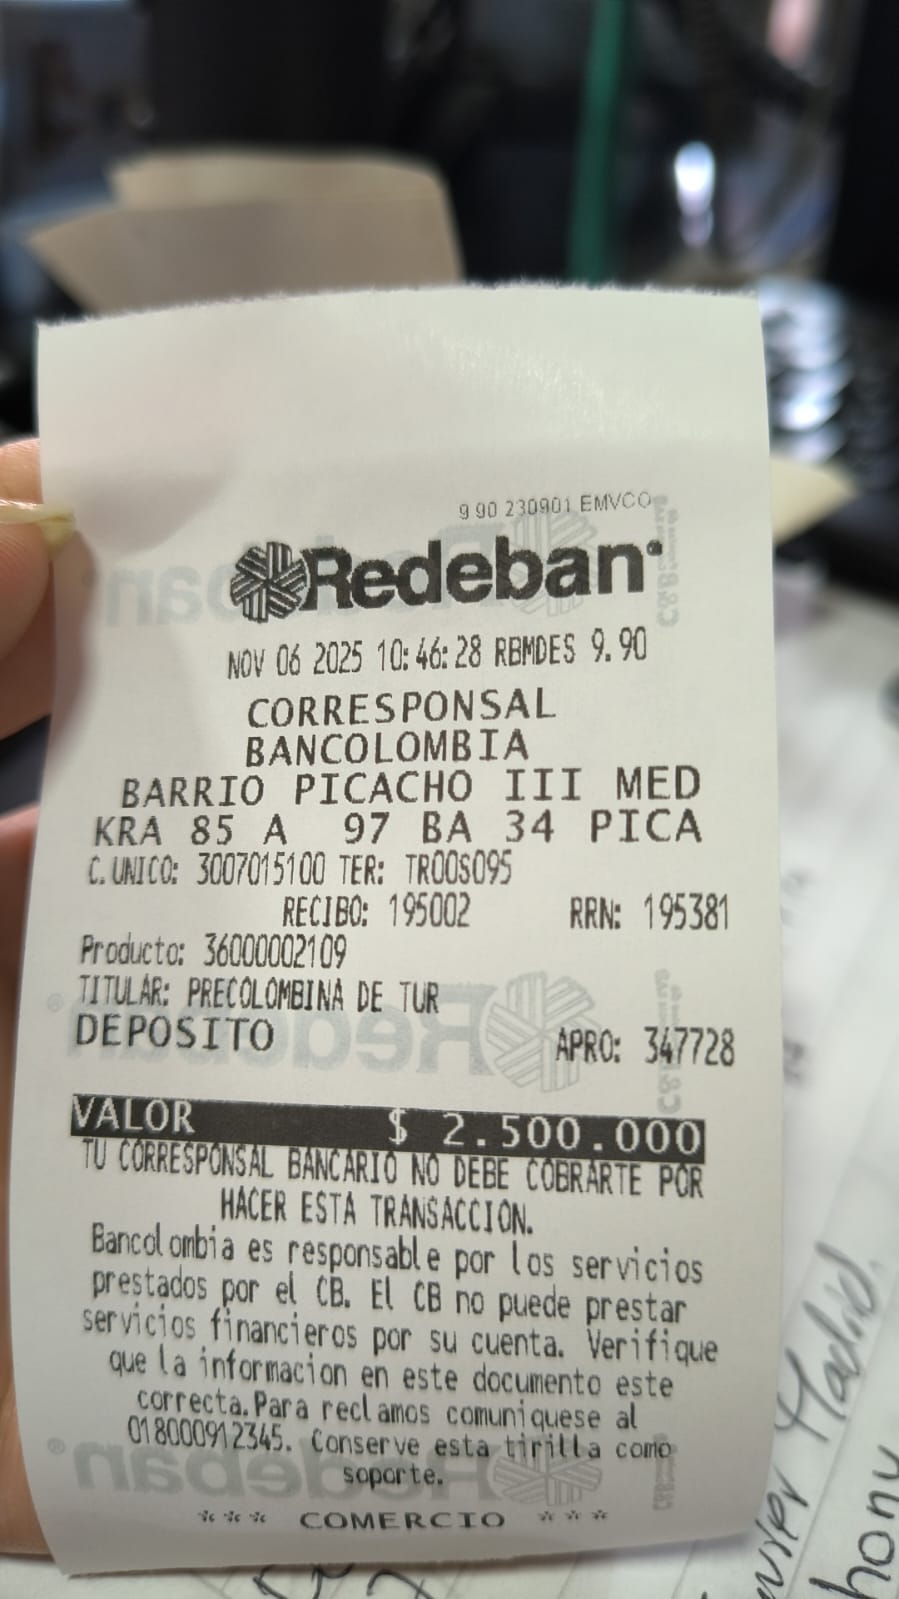 9 90 230901 EMVCO
Redeban
NOV 06 2025 10:46:28 RBMDES 9.90
CORRESPONSAL
BANCOLOMBIA
BARRIO PICACHO III MED
KRA 85 A 97 BA 34 PICA
C. UNICO: 3007015100 TER: TR00S095
RECIBO: 195002 RRN: 195381
Producto: 36000002109
TITULAR: PRECOLOMBINA DE TUR
DEPOSITO APRO: 347728
VALOR $ 2.500.000
TU CORRESPONSAL BANCARIO NO DEBE COBRARTE POR
HACER ESTA TRANSACCION.
Bancolombia es responsable por los servicios
prestados por el CB. El CB no puede prestar
servicios financieros por su cuenta. Verifique
que la informacion en este documento este
correcta.Para reclamos comuniquese al
018000912345. Conserve esta tirilla como
soporte.
*** COMERCIO ***
Madrid.